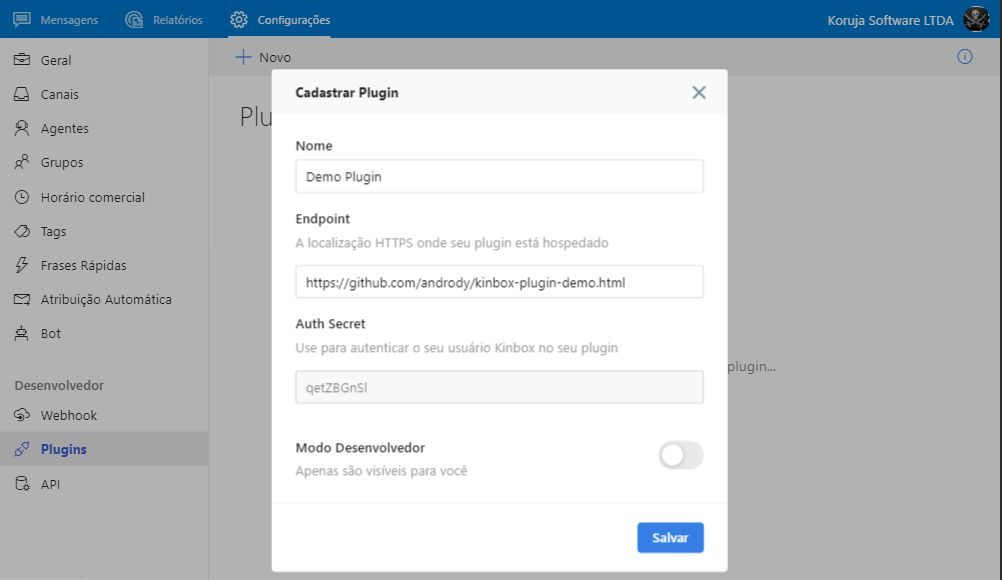 Mensagens
Relatórios
Configurações
Koruja Software LTDA
Geral
Canais
Agentes
Grupos
Horário comercial
Tags
Frases Rápidas
Atribuição Automática
Bot
Desenvolvedor
Webhook
Plugins
API
Novo
Plu
Cadastrar Plugin
Nome
Demo Plugin
Endpoint
A localização HTTPS onde seu plugin está hospedado
https://github.com/andrody/kinbox-plugin-demo.html
Auth Secret
Use para autenticar o seu usuário Kinbox no seu plugin
qetZBGnSl
plugin...
Modo Desenvolvedor
Apenas são visíveis para você
Salvar